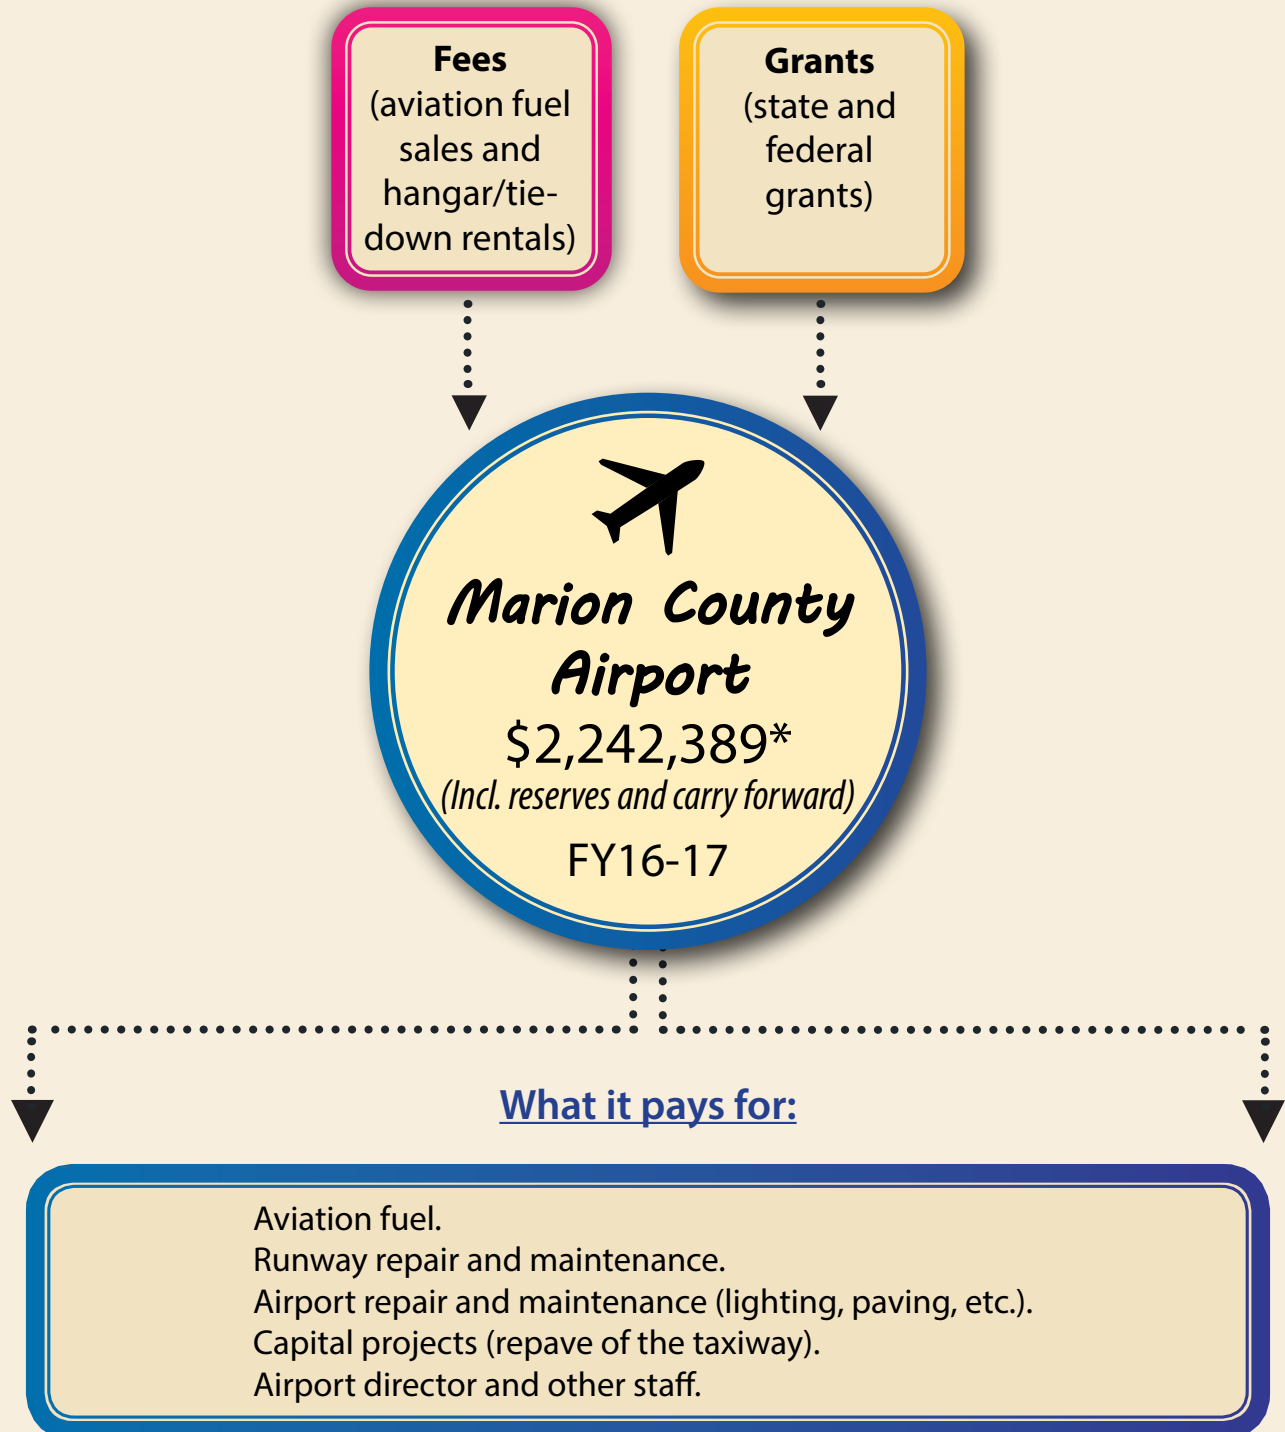 Fees
(aviation fuel
sales and
hangar/tie-
down rentals)
Grants
(state and
federal
grants)
Marion County
Airport
$2,242,389*
(Incl. reserves and carry forward)
FY16-17
What it pays for:
Aviation fuel.
Runway repair and maintenance.
Airport repair and maintenance (lighting, paving, etc.).
Capital projects (repave of the taxiway).
Airport director and other staff.